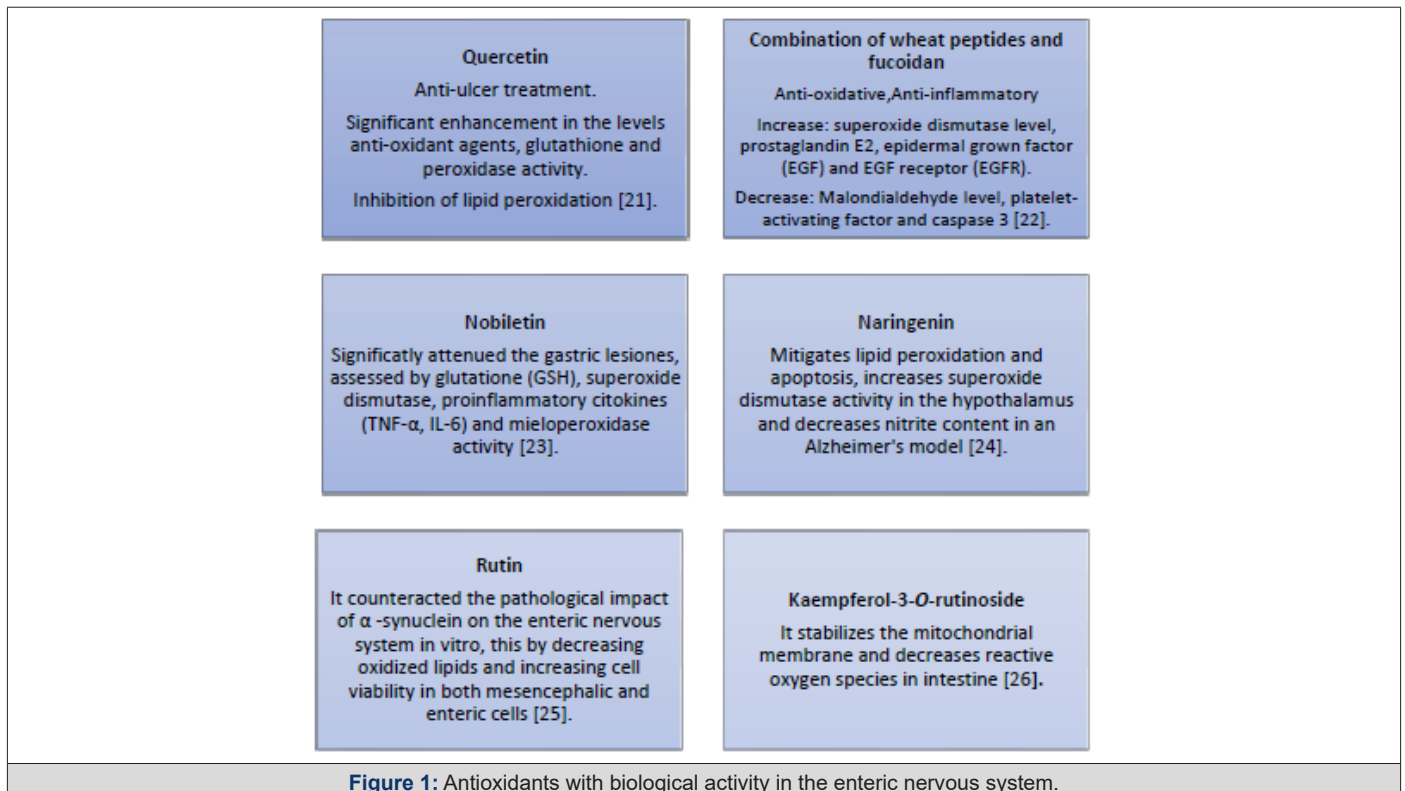 Quercetin
Anti-ulcer treatment.
Significant enhancement in the levels
anti-oxidant agents, glutathione and
peroxidase activity.
Inhibition of lipid peroxidation [21].
Combination of wheat peptides and
fucoidan
Anti-oxidative,Anti-inflammatory
Increase: superoxide dismutase level,
prostaglandin E2, epidermal grown factor
(EGF) and EGF receptor (EGFR).
Decrease: Malondialdehyde level, platelet-
activating factor and caspase 3 [22].
Nobiletin
Significatly attenued the gastric lesiones,
assessed by glutatione (GSH), superoxide
dismutase, proinflammatory citokines
(TNF-α, IL-6) and mieloperoxidase
activity [23].
Naringenin
Mitigates lipid peroxidation and
apoptosis, increases superoxide
dismutase activity in the hypothalamus
and decreases nitrite content in an
Alzheimer's model [24].
Rutin
It counteracted the pathological impact
of α -synuclein on the enteric nervous
system in vitro, this by decreasing
oxidized lipids and increasing cell
viability in both mesencephalic and
enteric cells [25].
Kaempferol-3-O-rutinoside
It stabilizes the mitochondrial
membrane and decreases reactive
oxygen species in intestine [26].
Figure 1: Antioxidants with biological activity in the enteric nervous system.